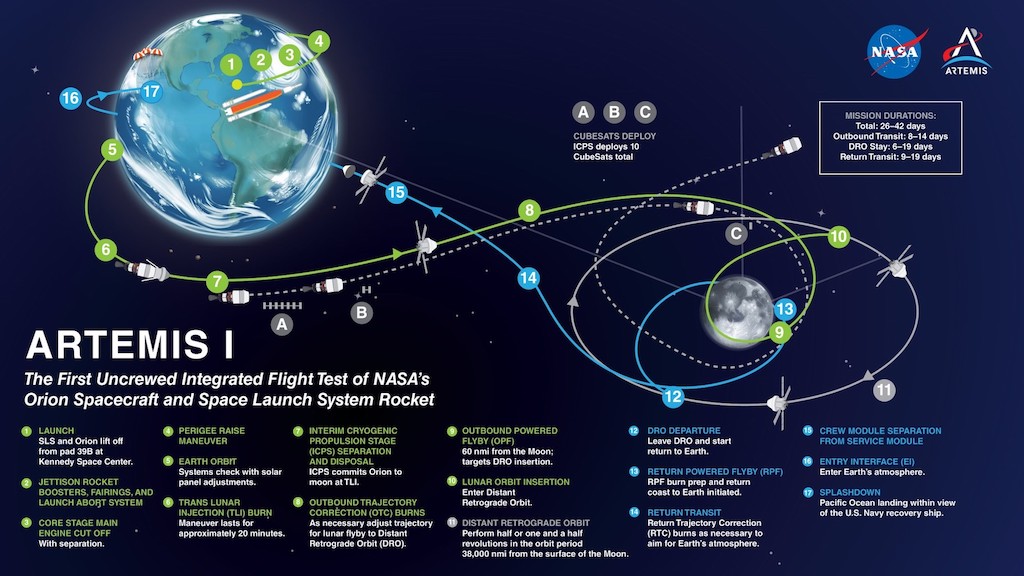 1
2
3
4
16
17
5
6
7
8
15
14
A
B
C
10
13
9
12
11
NASA
ARTEMIS
A B C
CUBESATS DEPLOY
ICPS deploys 10
CubeSats total
MISSION DURATIONS:
Total: 26–42 days
Outbound Transit: 8–14 days
DRO Stay: 6–19 days
Return Transit: 9–19 days
ARTEMIS I
The First Uncrewed Integrated Flight Test of NASA's
Orion Spacecraft and Space Launch System Rocket
1 LAUNCH
SLS and Orion lift off
from pad 39B at
Kennedy Space Center.
2 JETTISON ROCKET
BOOSTERS, FAIRINGS, AND
LAUNCH ABORT SYSTEM
3 CORE STAGE MAIN
ENGINE CUT OFF
With separation.
4 PERIGEE RAISE
MANEUVER
5 EARTH ORBIT
Systems check with solar
panel adjustments.
6 TRANS LUNAR
INJECTION (TLI) BURN
Maneuver lasts for
approximately 20 minutes.
7 INTERIM CRYOGENIC
PROPULSION STAGE
(ICPS) SEPARATION
AND DISPOSAL
ICPS commits Orion to
moon at TLI.
8 OUTBOUND TRAJECTORY
CORRECTION (OTC) BURNS
As necessary adjust trajectory
for lunar flyby to Distant
Retrograde Orbit (DRO).
9 OUTBOUND POWERED
FLYBY (OPF)
60 nmi from the Moon;
targets DRO insertion.
10 LUNAR ORBIT INSERTION
Enter Distant
Retrograde Orbit.
11 DISTANT RETROGRADE ORBIT
Perform half or one and a half
revolutions in the orbit period
38,000 nmi from the surface of the Moon.
12 DRO DEPARTURE
Leave DRO and start
return to Earth.
13 RETURN POWERED FLYBY (RPF)
RPF burn prep and return
coast to Earth initiated.
14 RETURN TRANSIT
Return Trajectory Correction
(RTC) burns as necessary to
aim for Earth's atmosphere.
15 CREW MODULE SEPARATION
FROM SERVICE MODULE
16 ENTRY INTERFACE (EI)
Enter Earth's atmosphere.
17 SPLASHDOWN
Pacific Ocean landing within view
of the U.S. Navy recovery ship.